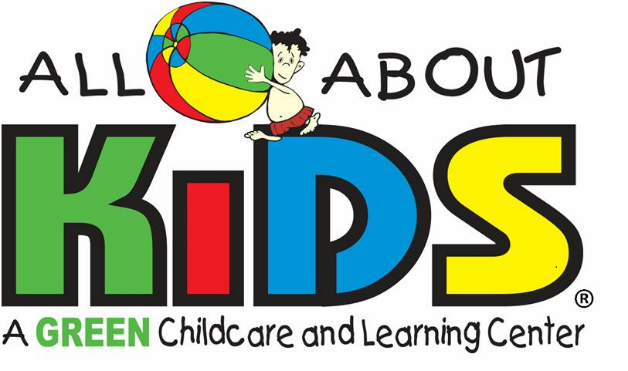 ALL ABOUT
KiDS®
A GREEN Childcare and Learning Center